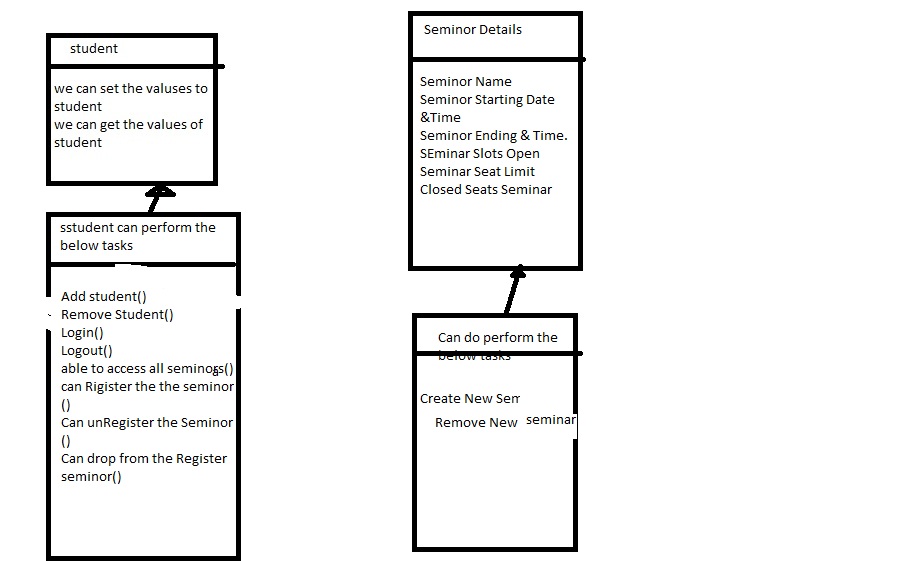 student
we can set the valuses to
student
we can get the values of
student
sstudent can perform the
below tasks
Add student()
Remove Student()
Login()
Logout()
able to access all seminogs()
can Rigister the the seminor
()
Can unRegister the Seminor
()
Can drop from the Register
seminor()
Seminor Details
Seminor Name
Seminor Starting Date
&Time
Seminor Ending & Time.
SEminar Slots Open
Seminar Seat Limit
Closed Seats Seminar
Can do perform the
below tasks
Create New Sem
Remove New seminar